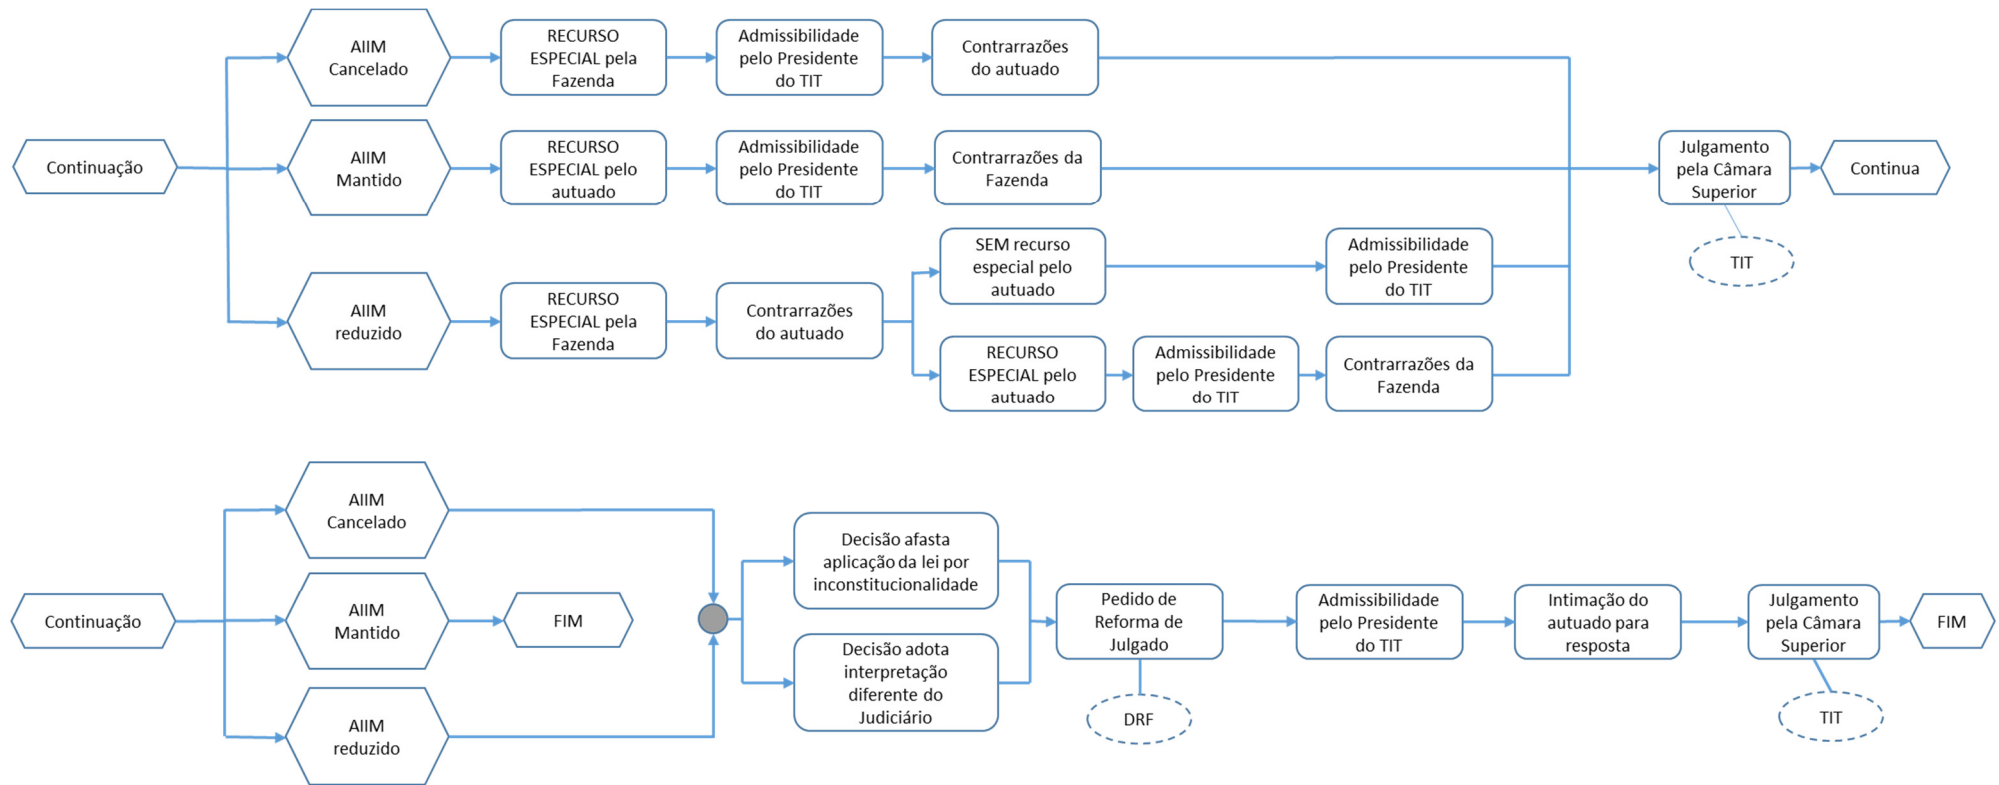 Continuação
AIIM
Cancelado
RECURSO
ESPECIAL pela
Fazenda
Admissibilidade
pelo Presidente
do TIT
Contrarrazões
do autuado
AIIM
Mantido
RECURSO
ESPECIAL pelo
autuado
Admissibilidade
pelo Presidente
do TIT
Contrarrazões da
Fazenda
AIIM
reduzido
RECURSO
ESPECIAL pela
Fazenda
Contrarrazões
do autuado
SEM recurso
especial pelo
autuado
Admissibilidade
pelo Presidente
do TIT
RECURSO
ESPECIAL pelo
autuado
Admissibilidade
pelo Presidente
do TIT
Contrarrazões da
Fazenda
Julgamento
pela Câmara
Superior
TIT
Continua
Continuação
AIIM
Cancelado
AIIM
Mantido
FIM
AIIM
reduzido
Decisão afasta
aplicação da lei por
inconstitucionalidade
Decisão adota
interpretação
diferente do
Judiciário
Pedido de
Reforma de
Julgado
DRF
Admissibilidade
pelo Presidente
do TIT
Intimação do
autuado para
resposta
Julgamento
pela Câmara
Superior
TIT
FIM